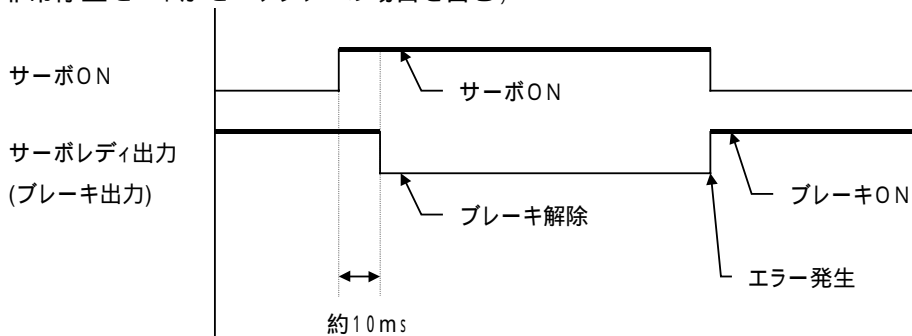 サーボON
サーボON
サーボレディ出力
(ブレーキ出力)
ブレーキON
ブレーキ解除
エラー発生
約10ms